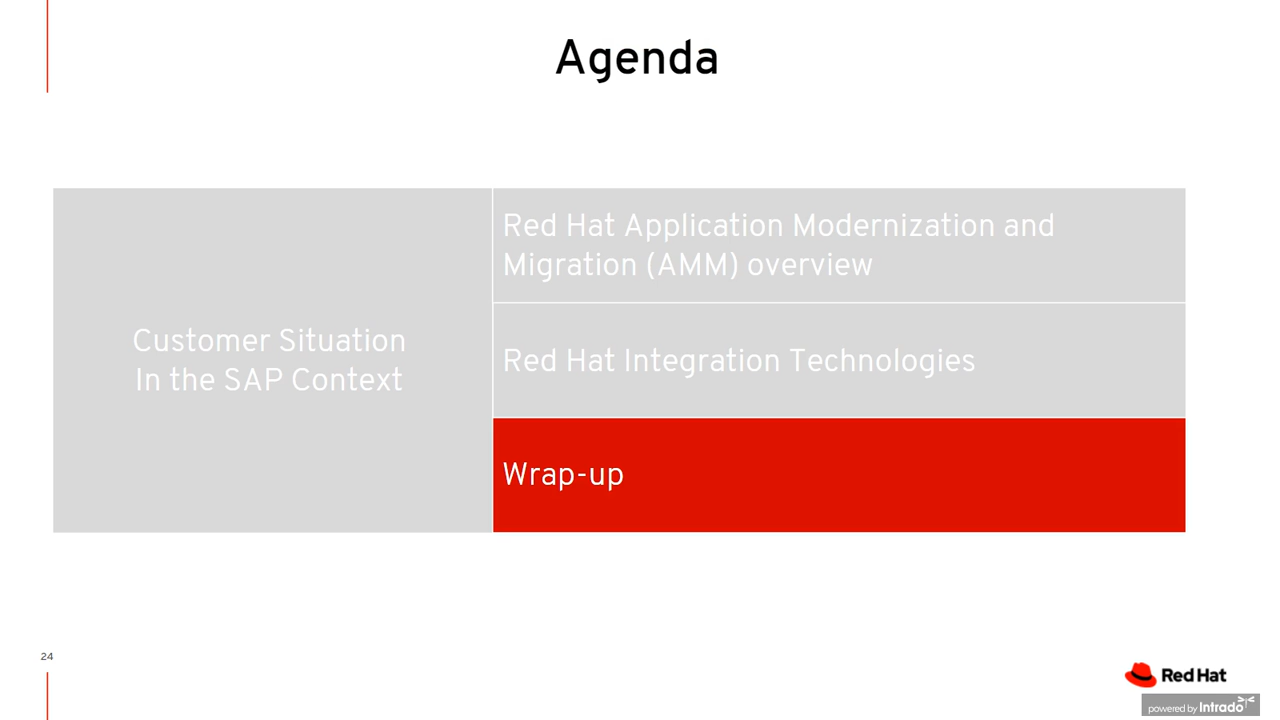 Agenda
Customer Situation
In the SAP Context
Red Hat Application Modernization and
Migration (AMM) overview
Red Hat Integration Technologies
Wrap-up
24
Red Hat
powered by Intrado